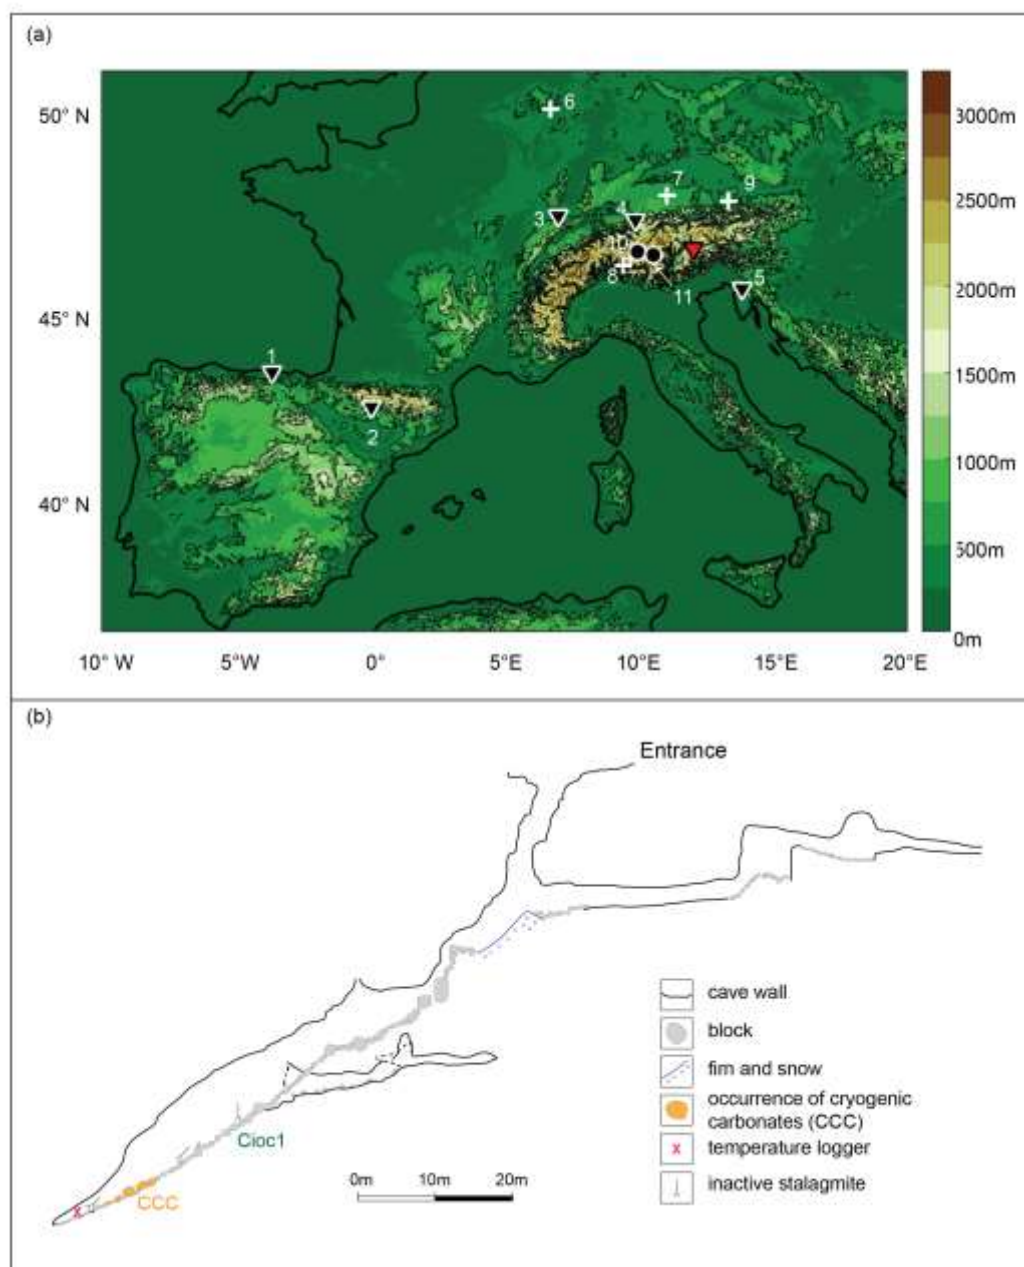 (a)
50° N
45° N
40° N
10° W
5°W
0°
5°E
10°E
15°E
20°E
3000m
2500m
2000m
1500m
1000m
500m
0m
6
7
9
3
4
10
8
11
5
1
2
(b)
Entrance
cave wall
block
firn and snow
occurrence of cryogenic
carbonates (CCC)
temperature logger
inactive stalagmite
Cioc1
CCC
0m
10m
20m